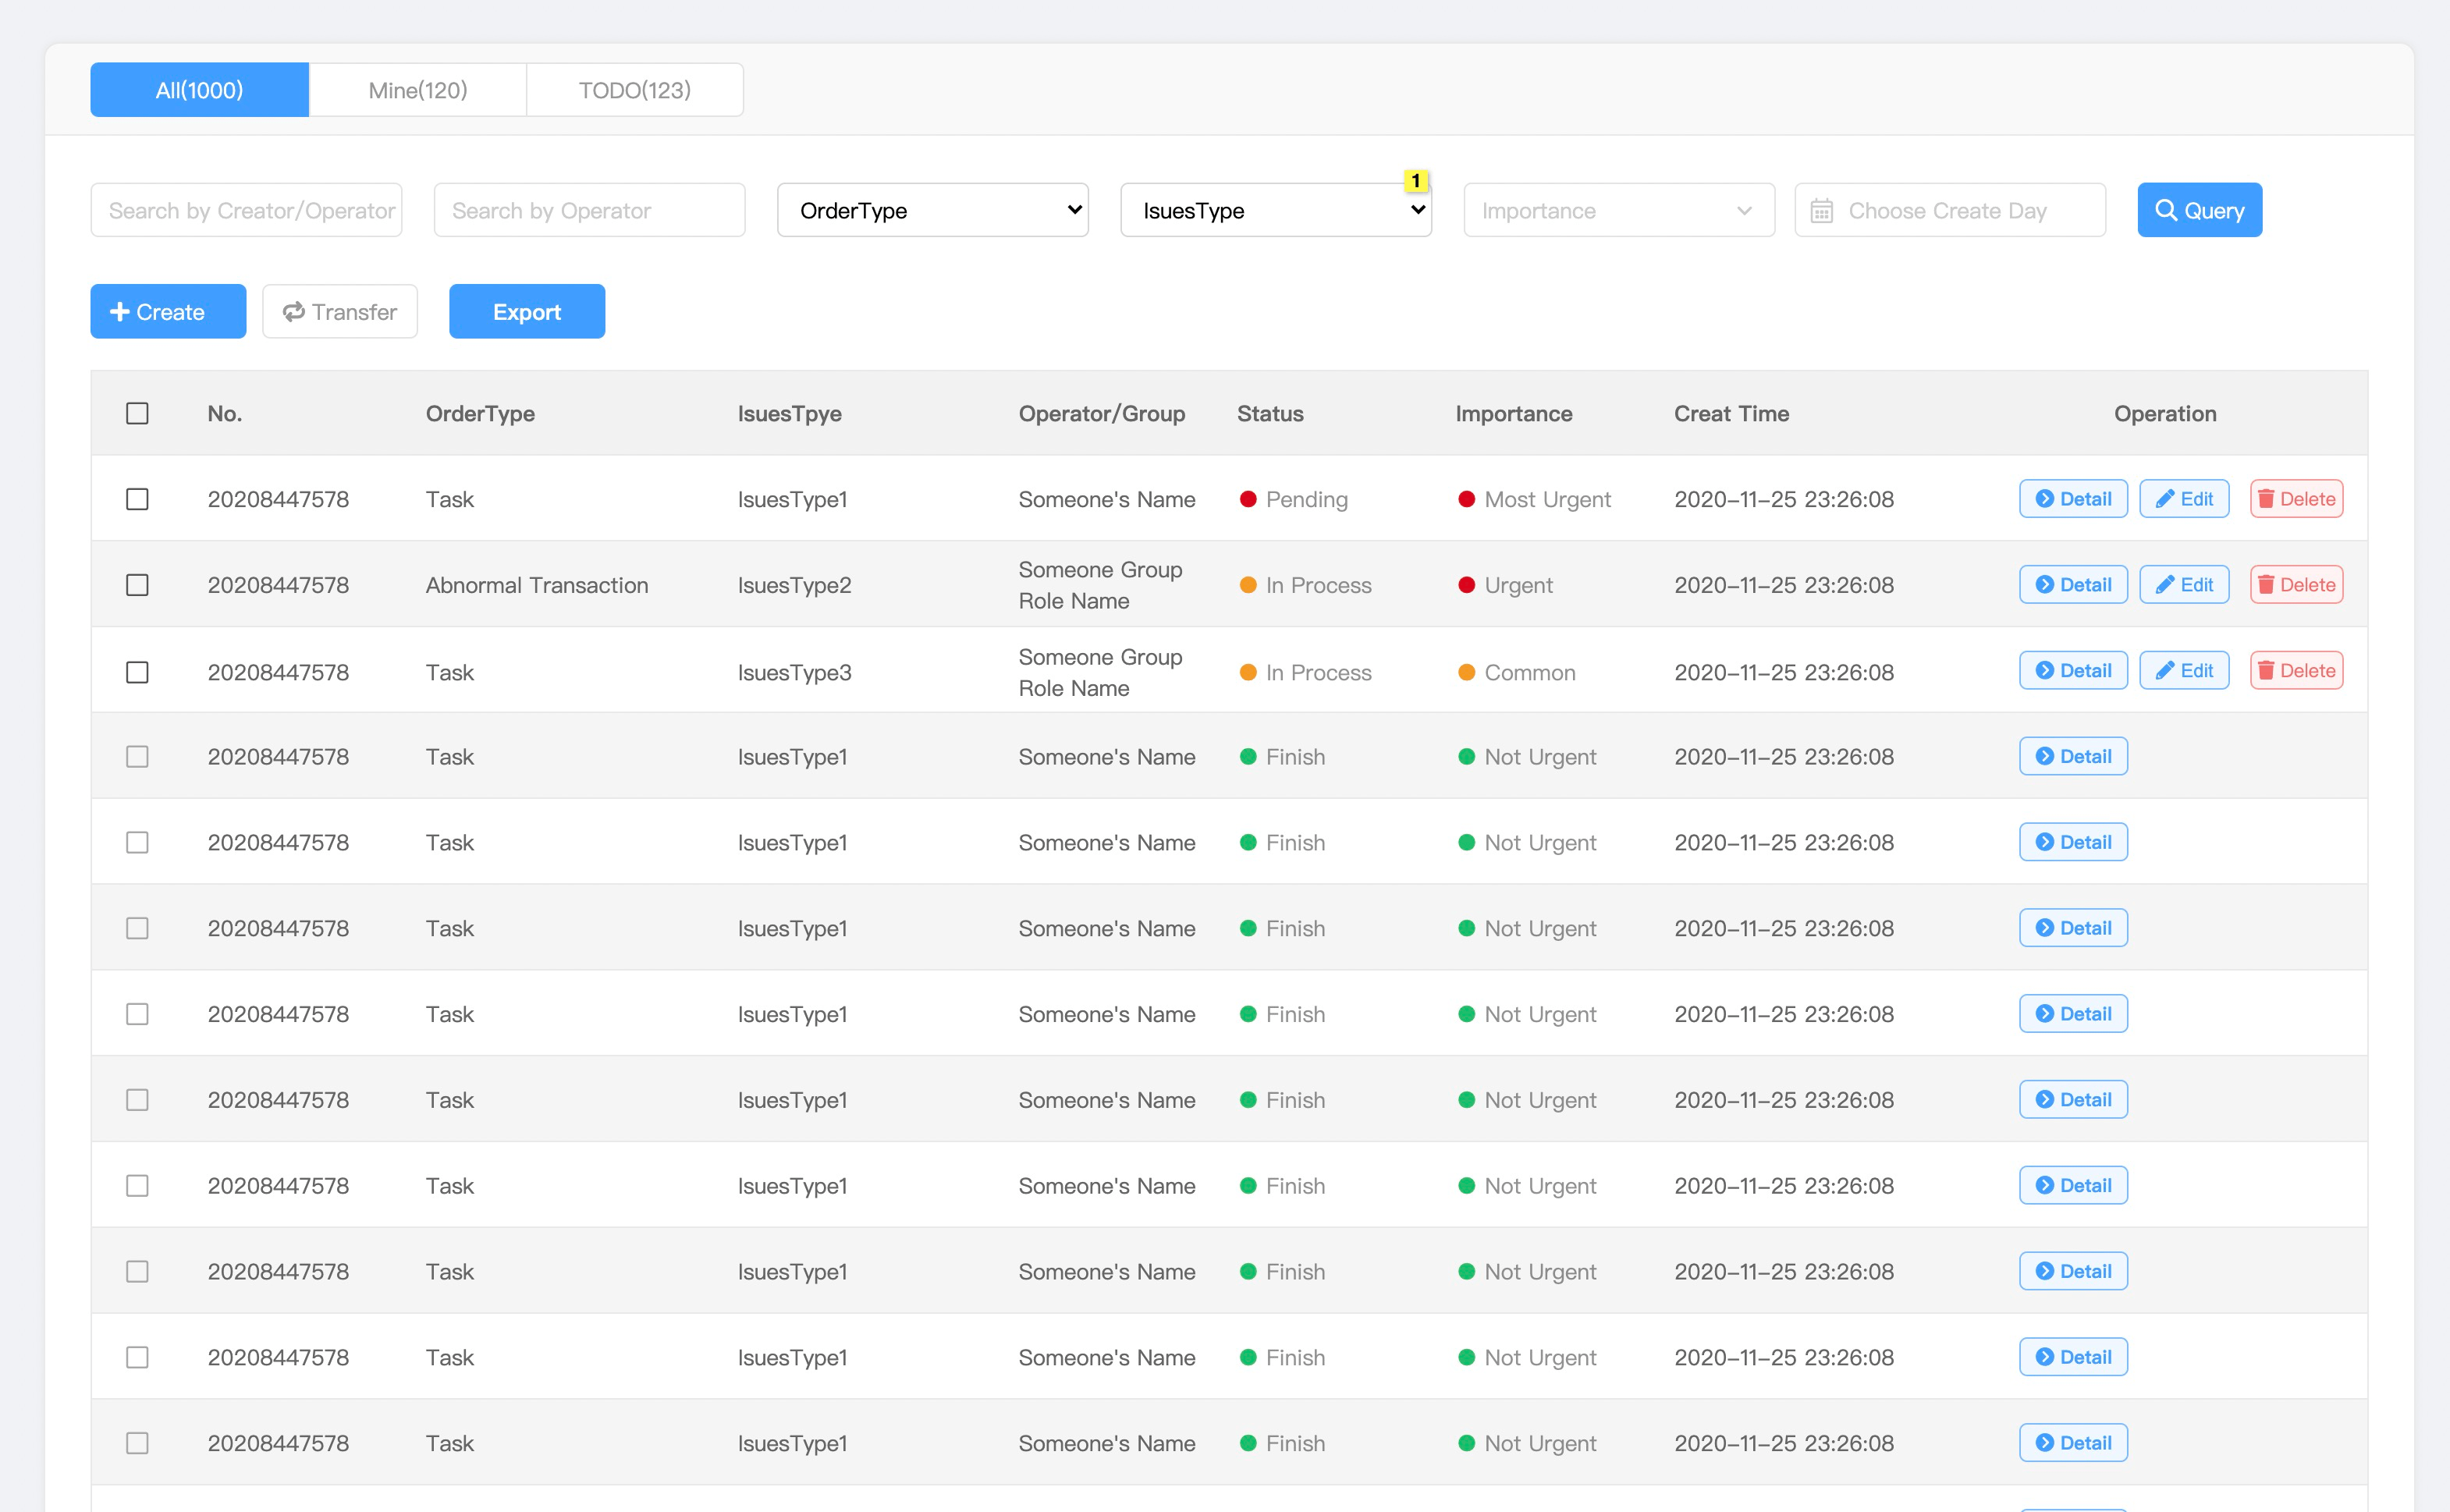 All(1000) Mine(120) TODO(123)
1
Search by Creator/Operator Search by Operator OrderType IsuesType Importance Choose Create Day Query
Create Transfer Export
No. OrderType IsuesTpye Operator/Group Status Importance Creat Time Operation
20208447578 Task IsuesType1 Someone's Name Pending Most Urgent 2020-11-25 23:26:08 Detail Edit Delete
20208447578 Abnormal Transaction IsuesType2 Someone Group Role Name In Process Urgent 2020-11-25 23:26:08 Detail Edit Delete
20208447578 Task IsuesType3 Someone Group Role Name In Process Common 2020-11-25 23:26:08 Detail Edit Delete
20208447578 Task IsuesType1 Someone's Name Finish Not Urgent 2020-11-25 23:26:08 Detail
20208447578 Task IsuesType1 Someone's Name Finish Not Urgent 2020-11-25 23:26:08 Detail
20208447578 Task IsuesType1 Someone's Name Finish Not Urgent 2020-11-25 23:26:08 Detail
20208447578 Task IsuesType1 Someone's Name Finish Not Urgent 2020-11-25 23:26:08 Detail
20208447578 Task IsuesType1 Someone's Name Finish Not Urgent 2020-11-25 23:26:08 Detail
20208447578 Task IsuesType1 Someone's Name Finish Not Urgent 2020-11-25 23:26:08 Detail
20208447578 Task IsuesType1 Someone's Name Finish Not Urgent 2020-11-25 23:26:08 Detail
20208447578 Task IsuesType1 Someone's Name Finish Not Urgent 2020-11-25 23:26:08 Detail
20208447578 Task IsuesType1 Someone's Name Finish Not Urgent 2020-11-25 23:26:08 Detail